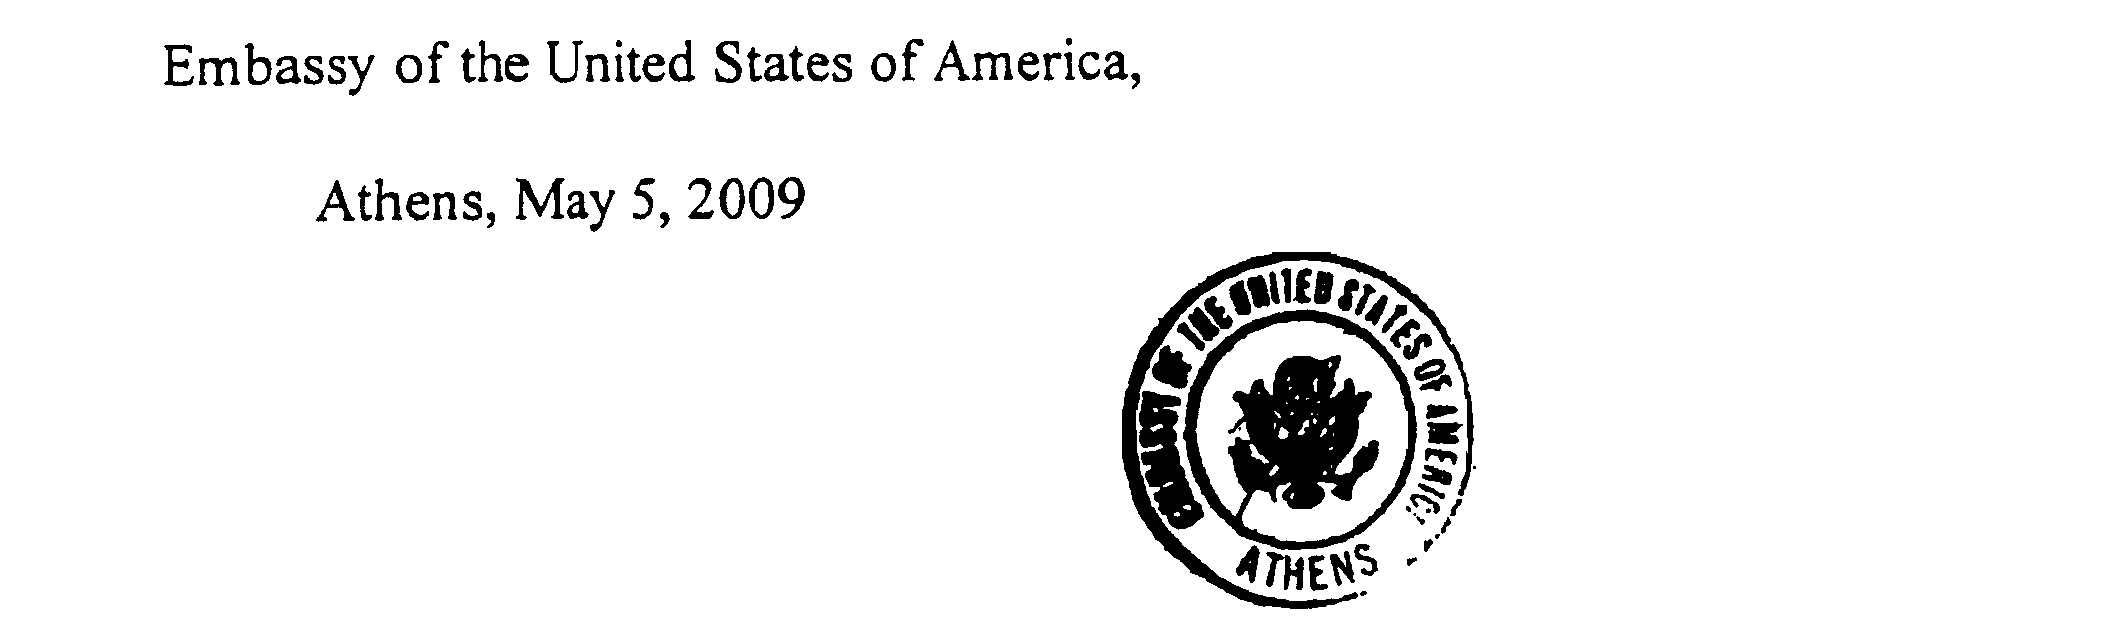 Embassy of the United States of America,
Athens, May 5, 2009
EMBASSY OF THE UNITED STATES OF AMERICA
ATHENS